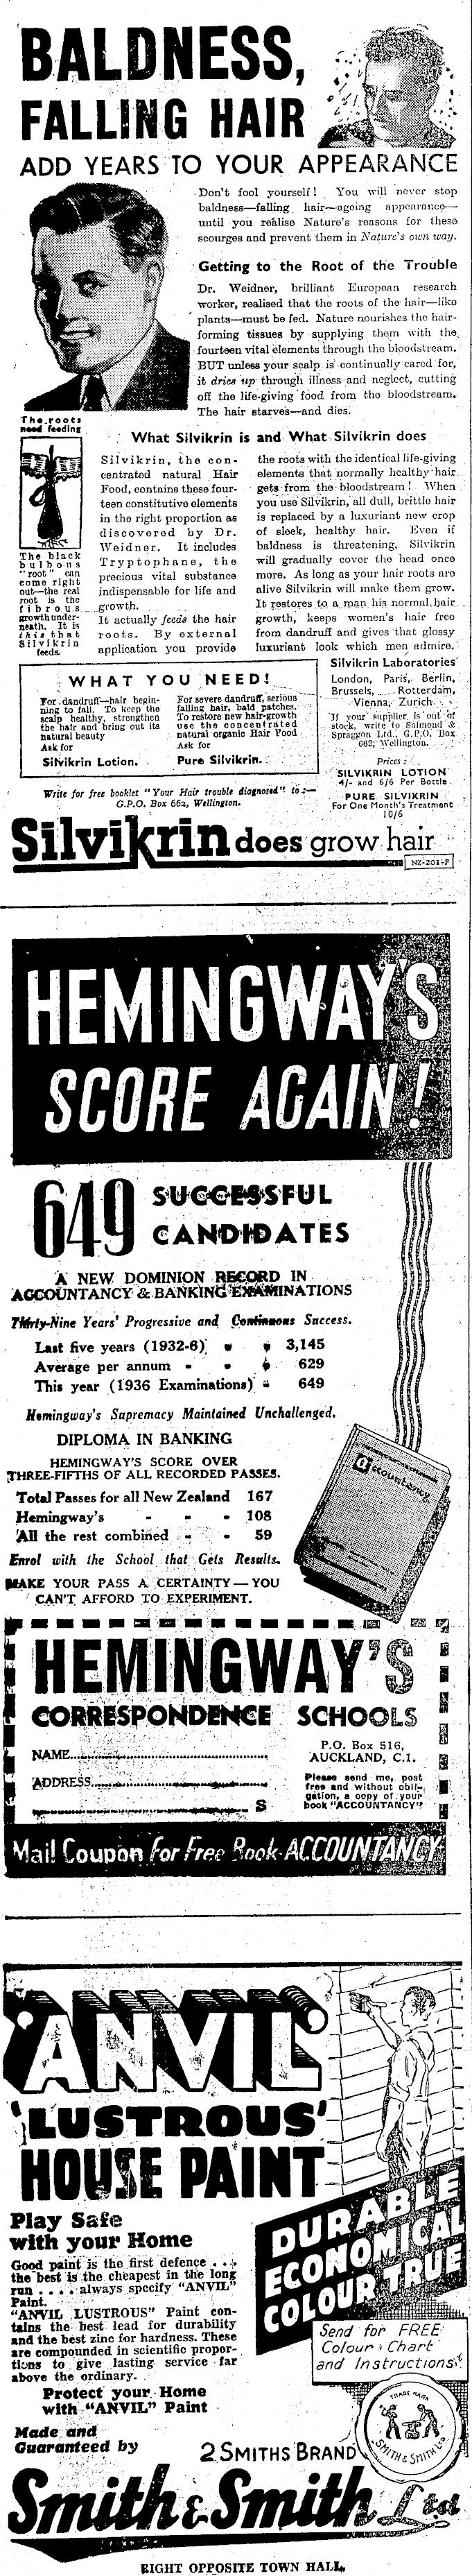 BALDNESS,
FALLING HAIR
ADD YEARS TO YOUR APPEARANCE
Don't fool yourself! You will never stop
baldness—falling hair—ageing appearance—
until you realise Nature's reasons for these
scourges and prevent them in Nature's own way.
Getting to the Root of the Trouble
Dr. Weidner, brilliant European research
worker, realised that the roots of the hair—like
plants—must be fed. Nature nourishes the hair-
forming tissues by supplying them with the
fourteen vital elements through the bloodstream.
BUT unless your scalp is continually cared for,
it dries up through illness and neglect, cutting
off the life-giving food from the bloodstream.
The hair starves—and dies.
The roots
need feeding
The black
bulbous
"root" can
come right
out—the real
root is the
fibrous
growth under-
neath. It is
this that
Silvikrin
feeds.
What Silvikrin is and What Silvikrin does
Silvikrin, the con-
centrated natural Hair
Food, contains these four-
teen constitutive elements
in the right proportion as
discovered by Dr.
Weidner. It includes
Tryptophane, the
precious vital substance
indispensable for life and
growth.
It actually feeds the hair
roots. By external
application you provide
the roots with the identical life-giving
elements that normally healthy hair
gets from the bloodstream! When
you use Silvikrin, all dull, brittle hair
is replaced by a luxuriant new crop
of sleek, healthy hair. Even if
baldness is threatening, Silvikrin
will gradually cover the head once
more. As long as your hair roots are
alive Silvikrin will make them grow.
It restores to a man his normal hair
growth, keeps women's hair free
from dandruff and gives that glossy
luxuriant look which men admire.
WHAT YOU NEED!
For dandruff—hair begin-
ning to fall. To keep the
scalp healthy, strengthen
the hair and bring out its
natural beauty
Ask for
Silvikrin Lotion.
For severe dandruff, serious
falling hair, bald patches.
To restore new hair-growth
use the concentrated
natural organic Hair Food
Ask for
Pure Silvikrin.
Write for free booklet "Your Hair trouble diagnosed" to:—
G.P.O. Box 662, Wellington.
Silvikrin Laboratories
London, Paris, Berlin,
Brussels, Rotterdam,
Vienna, Zurich
If your supplier is out of
stock, write to Salmond &
Spraggon Ltd., G.P.O. Box
662, Wellington.
Prices:
SILVIKRIN LOTION
4/- and 6/6 Per Bottle
PURE SILVIKRIN
For One Month's Treatment
10/6
Silvikrin does grow hair
NZ-201-F
HEMINGWAY'S
SCORE AGAIN!
649 SUCCESSFUL
CANDIDATES
A NEW DOMINION RECORD IN
ACCOUNTANCY & BANKING EXAMINATIONS
Thirty-Nine Years' Progressive and Continuous Success.
Last five years (1932-6) - - 3,145
Average per annum - - - 629
This year (1936 Examinations) - 649
Hemingway's Supremacy Maintained Unchallenged.
DIPLOMA IN BANKING
HEMINGWAY'S SCORE OVER
THREE-FIFTHS OF ALL RECORDED PASSES.
Total Passes for all New Zealand 167
Hemingway's - - - 108
All the rest combined - - 59
Enrol with the School that Gets Results.
MAKE YOUR PASS A CERTAINTY—YOU
CAN'T AFFORD TO EXPERIMENT.
Accountancy
HEMINGWAY'S
CORRESPONDENCE SCHOOLS
NAME
ADDRESS
S
P.O. Box 516,
AUCKLAND, C.1.
Please send me, post
free and without obli-
gation, a copy of your
book "ACCOUNTANCY"
Mail Coupon for Free Book-ACCOUNTANCY
ANVIL
'LUSTROUS'
HOUSE PAINT
Play Safe
with your Home
Good paint is the first defence . . .
the best is the cheapest in the long
run . . . . always specify "ANVIL"
Paint.
"ANVIL LUSTROUS" Paint con-
tains the best lead for durability
and the best zinc for hardness. These
are compounded in scientific propor-
tions to give lasting service far
above the ordinary.
Protect your Home
with "ANVIL" Paint
DURABLE
ECONOMICAL
COLOUR TRUE
Send for FREE
Colour Chart
and Instructions
TRADE MARK
SMITH & SMITH LTD
Made and
Guaranteed by
2 SMITHS BRAND
Smith & Smith Ltd
RIGHT OPPOSITE TOWN HALL.